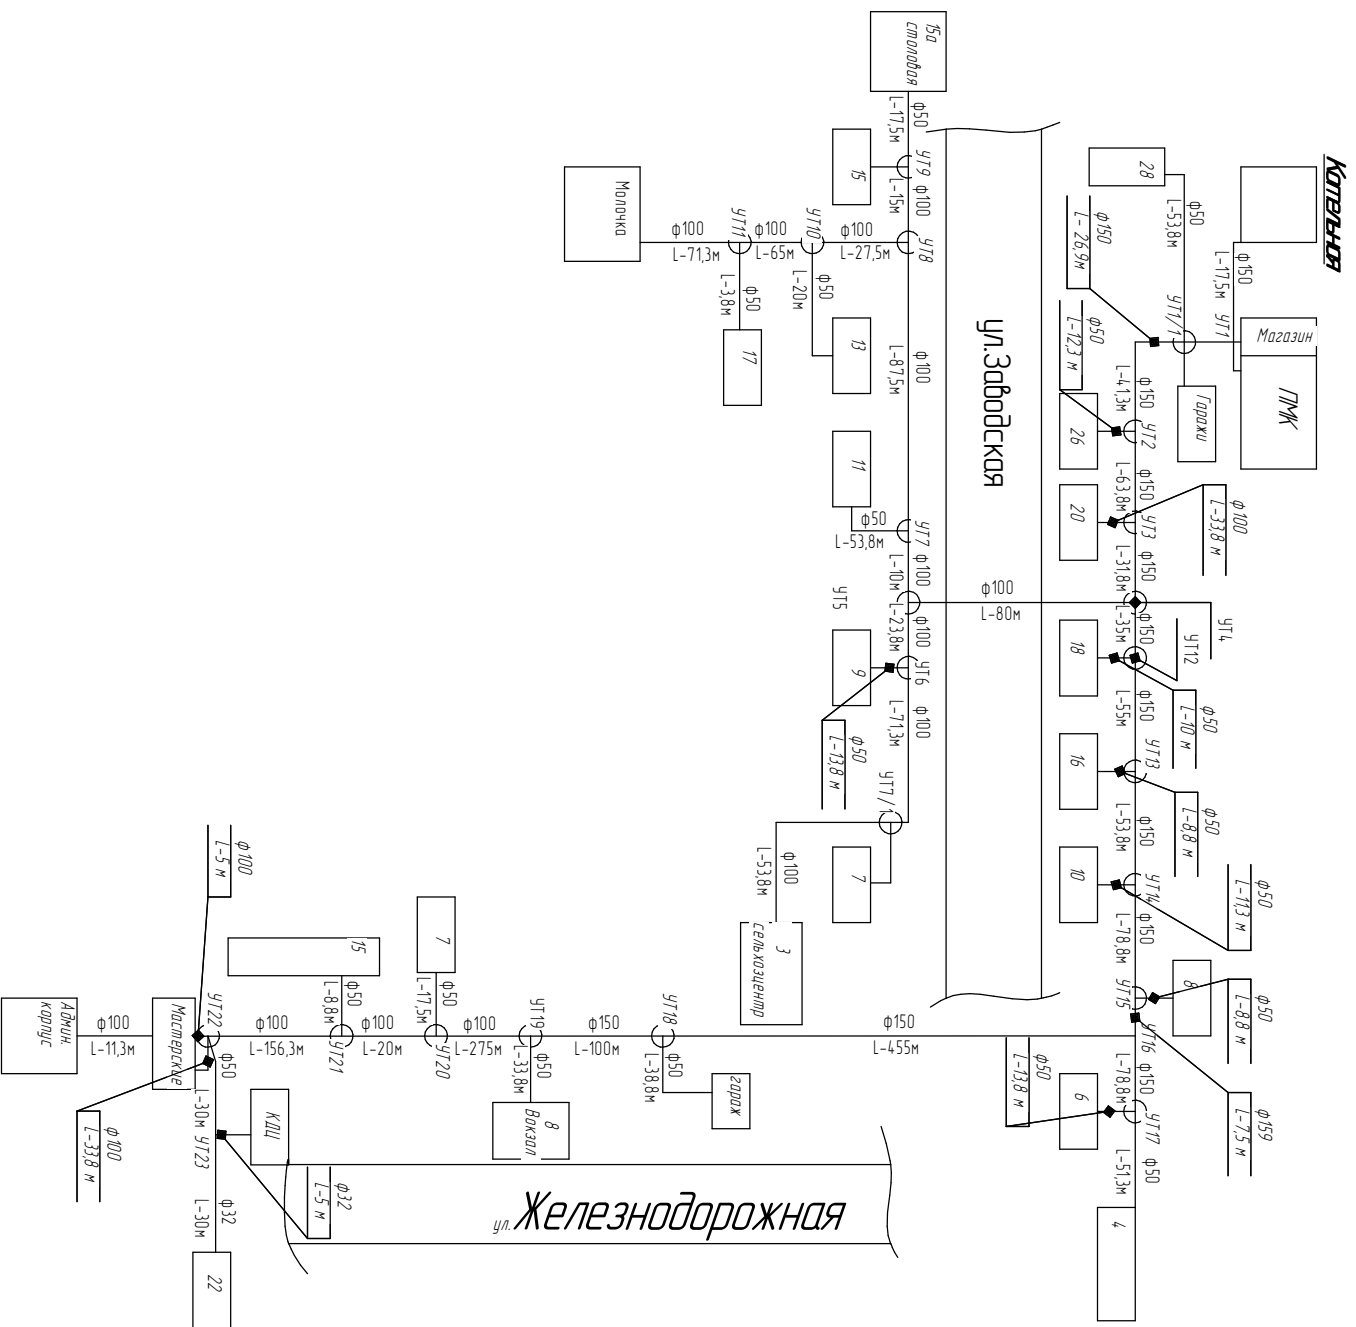 Котельная
Магазин
ПМК
ф150
L-17,5м
УТ1
28
ф50
L-53,8м
УТ1/1
Гаражи
ф150
L- 26,9м
ф50
L-12,3 м
ф150
L-41,3м
УТ2
26
ф150
L-63,8м
УТ3
20
ф100
L-33,8 м
ф150
L-31,8м
УТ4
ф150
L-35м
УТ12
18
ф50
L-10 м
ф150
L-55м
УТ13
16
ф50
L-8,8 м
ф150
L-53,8м
УТ14
10
ф50
L-11,3 м
ф150
L-78,8м
УТ15
8
ф50
L-8,8 м
УТ16
ф159
L-7,5 м
ф150
L-78,8м
УТ17
6
ф50
L-13,8 м
ф50
L-51,3м
4
ул.Заводская
15а
столовая
ф50
L-17,5м
УТ9
15
ф100
L-15м
УТ8
ф100
L-27,5м
УТ10
ф50
L-20м
13
ф100
L-65м
УТ11
ф50
L-3,8м
17
ф100
L-71,3м
Молочка
ф100
L-87,5м
11
ф50
L-53,8м
УТ7
ф100
L-10м
УТ5
ф100
L-80м
ф100
L-23,8м
УТ6
9
ф50
L-13,8 м
ф100
L-71,3м
УТ7/1
7
ф100
L-53,8м
3
сельхозцентр
ф150
L-455м
УТ18
ф50
L-38,8м
гараж
ф150
L-100м
УТ19
ф50
L-33,8м
8
Вокзал
ф100
L-275м
УТ20
ф50
L-17,5м
7
ф100
L-20м
УТ21
ф50
L-8,8м
15
ф100
L-156,3м
УТ22
ф100
L-5 м
Мастерские
ф100
L-11,3м
Админ.
корпус
ф100
L-33,8 м
ф50
L-30м
УТ23
КДЦ
ф32
L-5 м
ф32
L-30м
22
ул. Железнодорожная